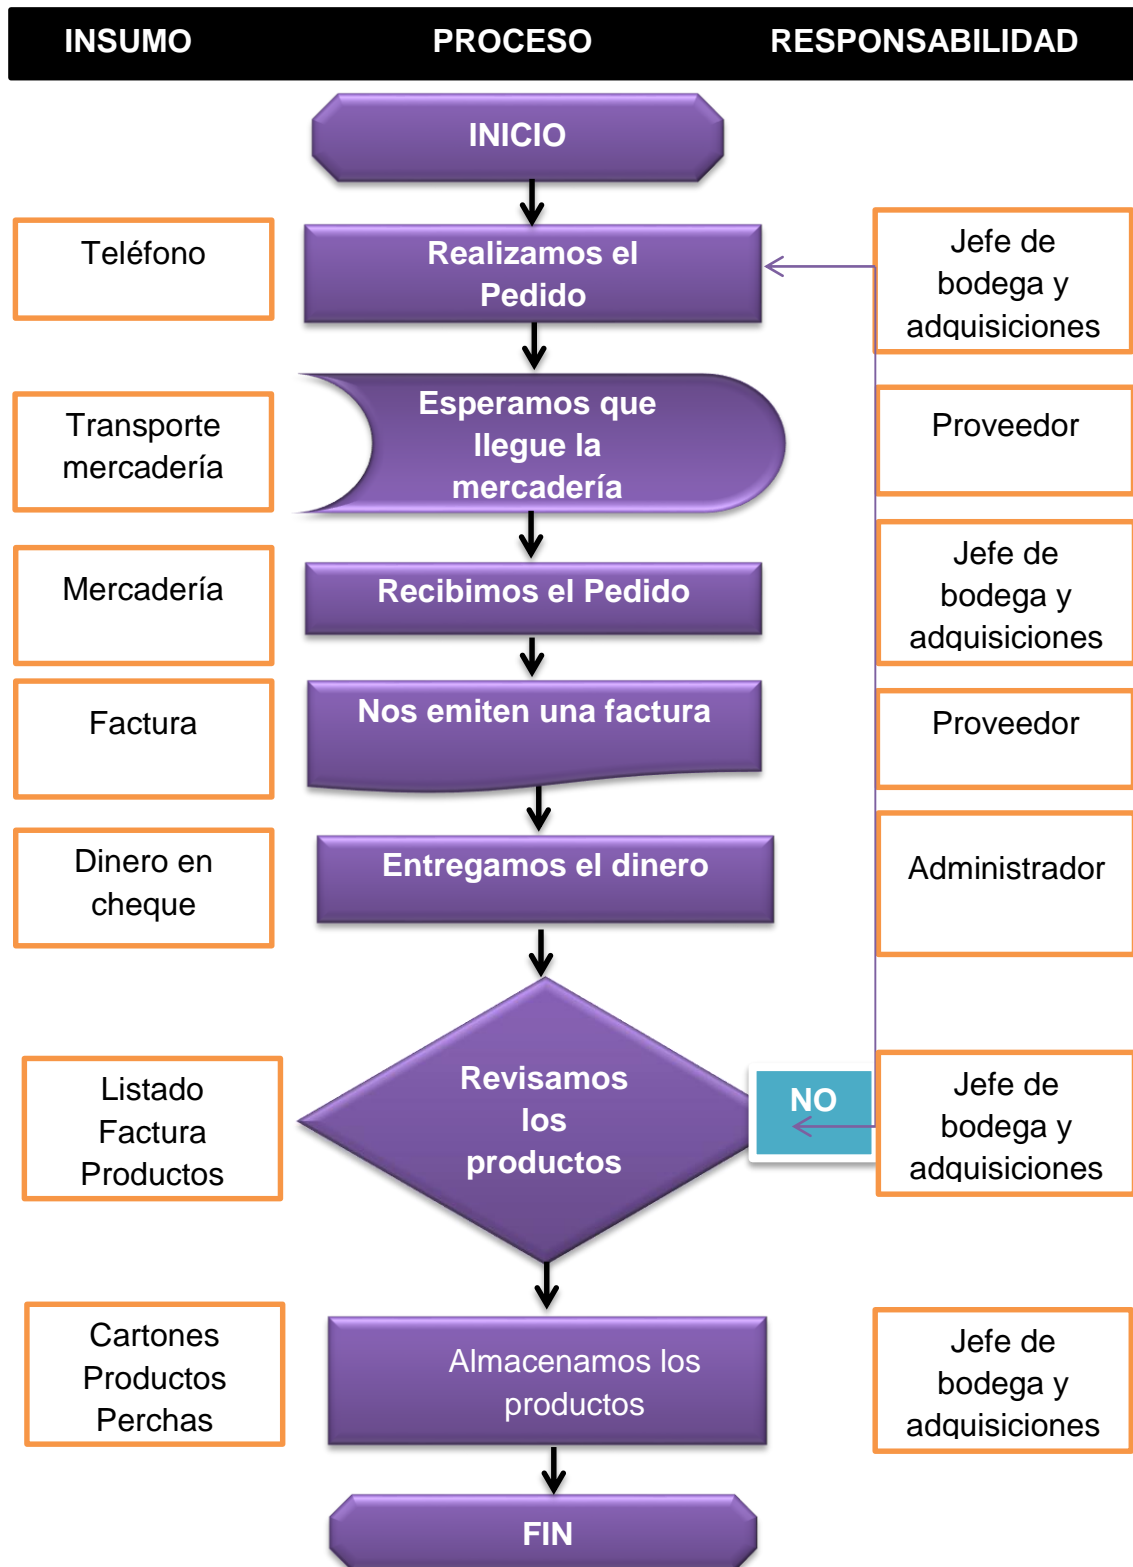 INSUMO PROCESO RESPONSABILIDAD
INICIO
Teléfono
Realizamos el
Pedido
Jefe de
bodega y
adquisiciones
Transporte
mercadería
Esperamos que
llegue la
mercadería
Proveedor
Mercadería
Recibimos el Pedido
Jefe de
bodega y
adquisiciones
Factura
Nos emiten una factura
Proveedor
Dinero en
cheque
Entregamos el dinero
Administrador
Listado
Factura
Productos
Revisamos
los
productos
NO
Jefe de
bodega y
adquisiciones
Cartones
Productos
Perchas
Almacenamos los
productos
Jefe de
bodega y
adquisiciones
FIN